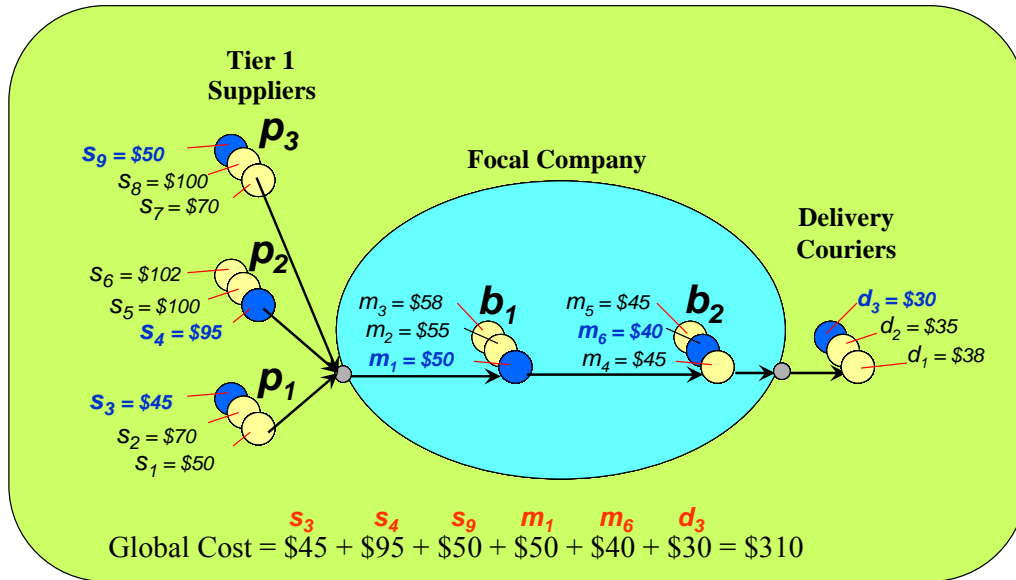 Tier 1
Suppliers
p3
s9 = $50
s8 = $100
s7 = $70
p2
s6 = $102
s5 = $100
s4 = $95
p1
s3 = $45
s2 = $70
s1 = $50
Focal Company
b1
m3 = $58
m2 = $55
m1 = $50
b2
m5 = $45
m6 = $40
m4 = $45
Delivery
Couriers
d3 = $30
d2 = $35
d1 = $38
s3 s4 s9 m1 m6 d3
Global Cost = $45 + $95 + $50 + $50 + $40 + $30 = $310